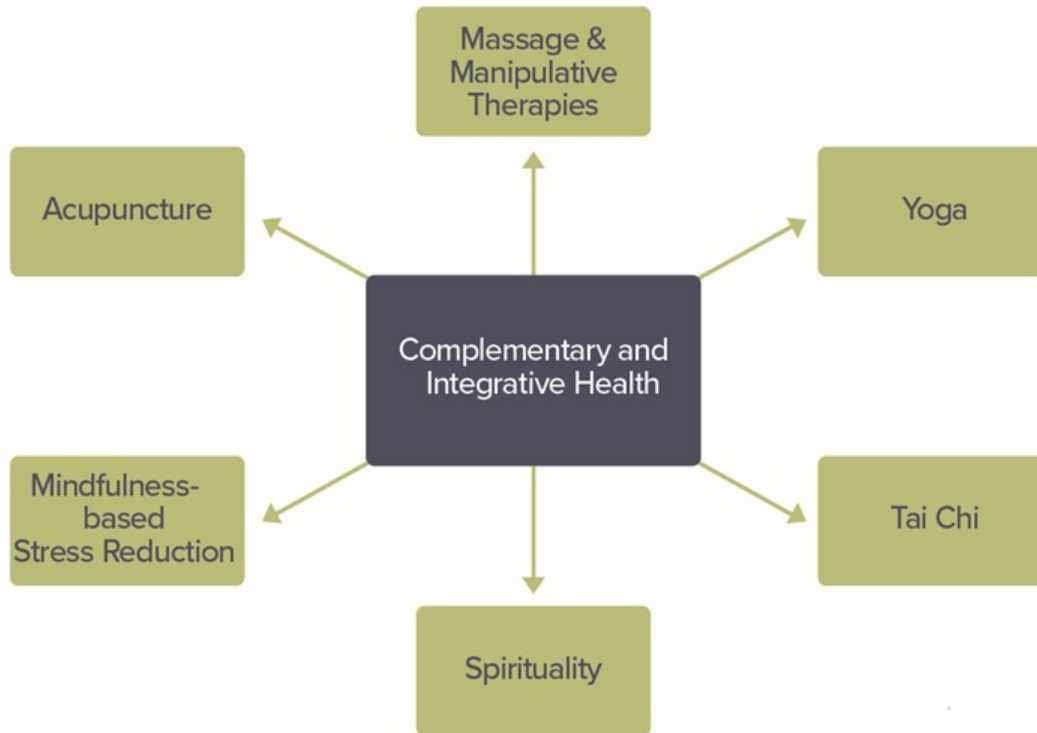 Massage &
Manipulative
Therapies
Acupuncture
Yoga
Complementary and
Integrative Health
Mindfulness-
based
Stress Reduction
Tai Chi
Spirituality